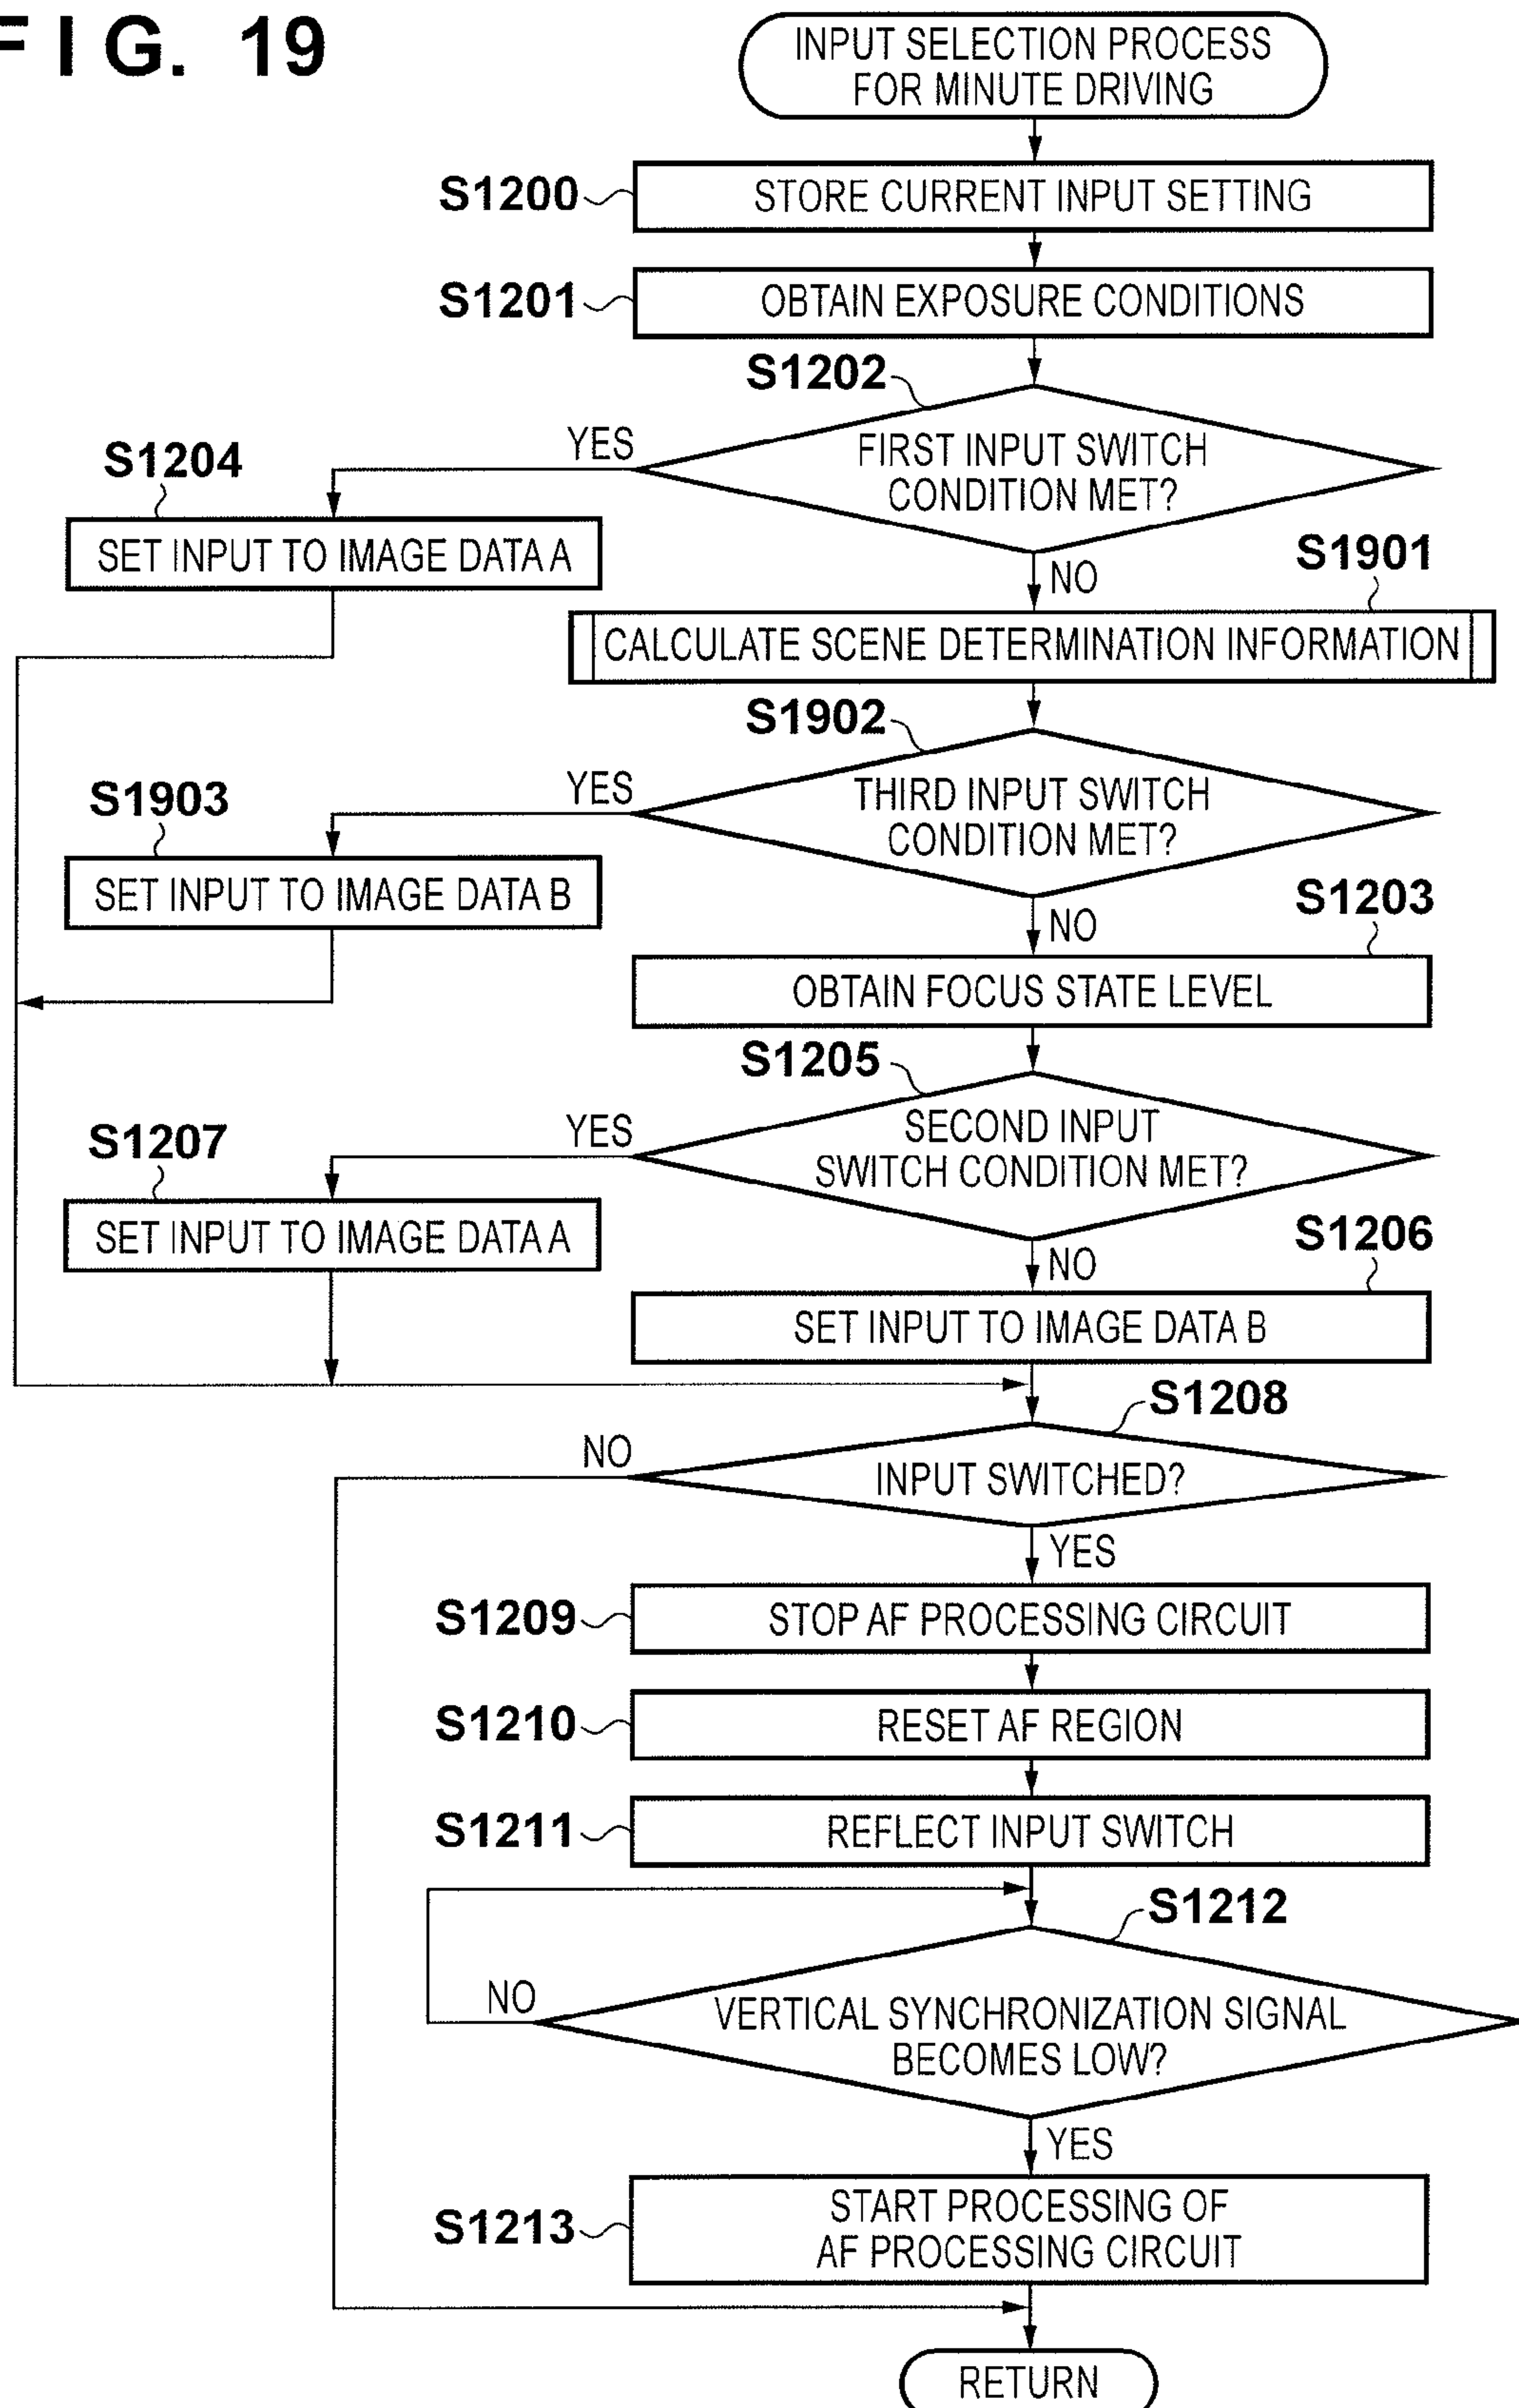 FIG. 19
INPUT SELECTION PROCESS
FOR MINUTE DRIVING
S1200
STORE CURRENT INPUT SETTING
S1201
OBTAIN EXPOSURE CONDITIONS
S1202
FIRST INPUT SWITCH
CONDITION MET?
YES
S1204
SET INPUT TO IMAGE DATA A
NO
S1901
CALCULATE SCENE DETERMINATION INFORMATION
S1902
THIRD INPUT SWITCH
CONDITION MET?
YES
S1903
SET INPUT TO IMAGE DATA B
NO
S1203
OBTAIN FOCUS STATE LEVEL
S1205
SECOND INPUT
SWITCH CONDITION MET?
YES
S1207
SET INPUT TO IMAGE DATA A
NO
S1206
SET INPUT TO IMAGE DATA B
S1208
INPUT SWITCHED?
NO
YES
S1209
STOP AF PROCESSING CIRCUIT
S1210
RESET AF REGION
S1211
REFLECT INPUT SWITCH
S1212
VERTICAL SYNCHRONIZATION SIGNAL
BECOMES LOW?
NO
YES
S1213
START PROCESSING OF
AF PROCESSING CIRCUIT
RETURN